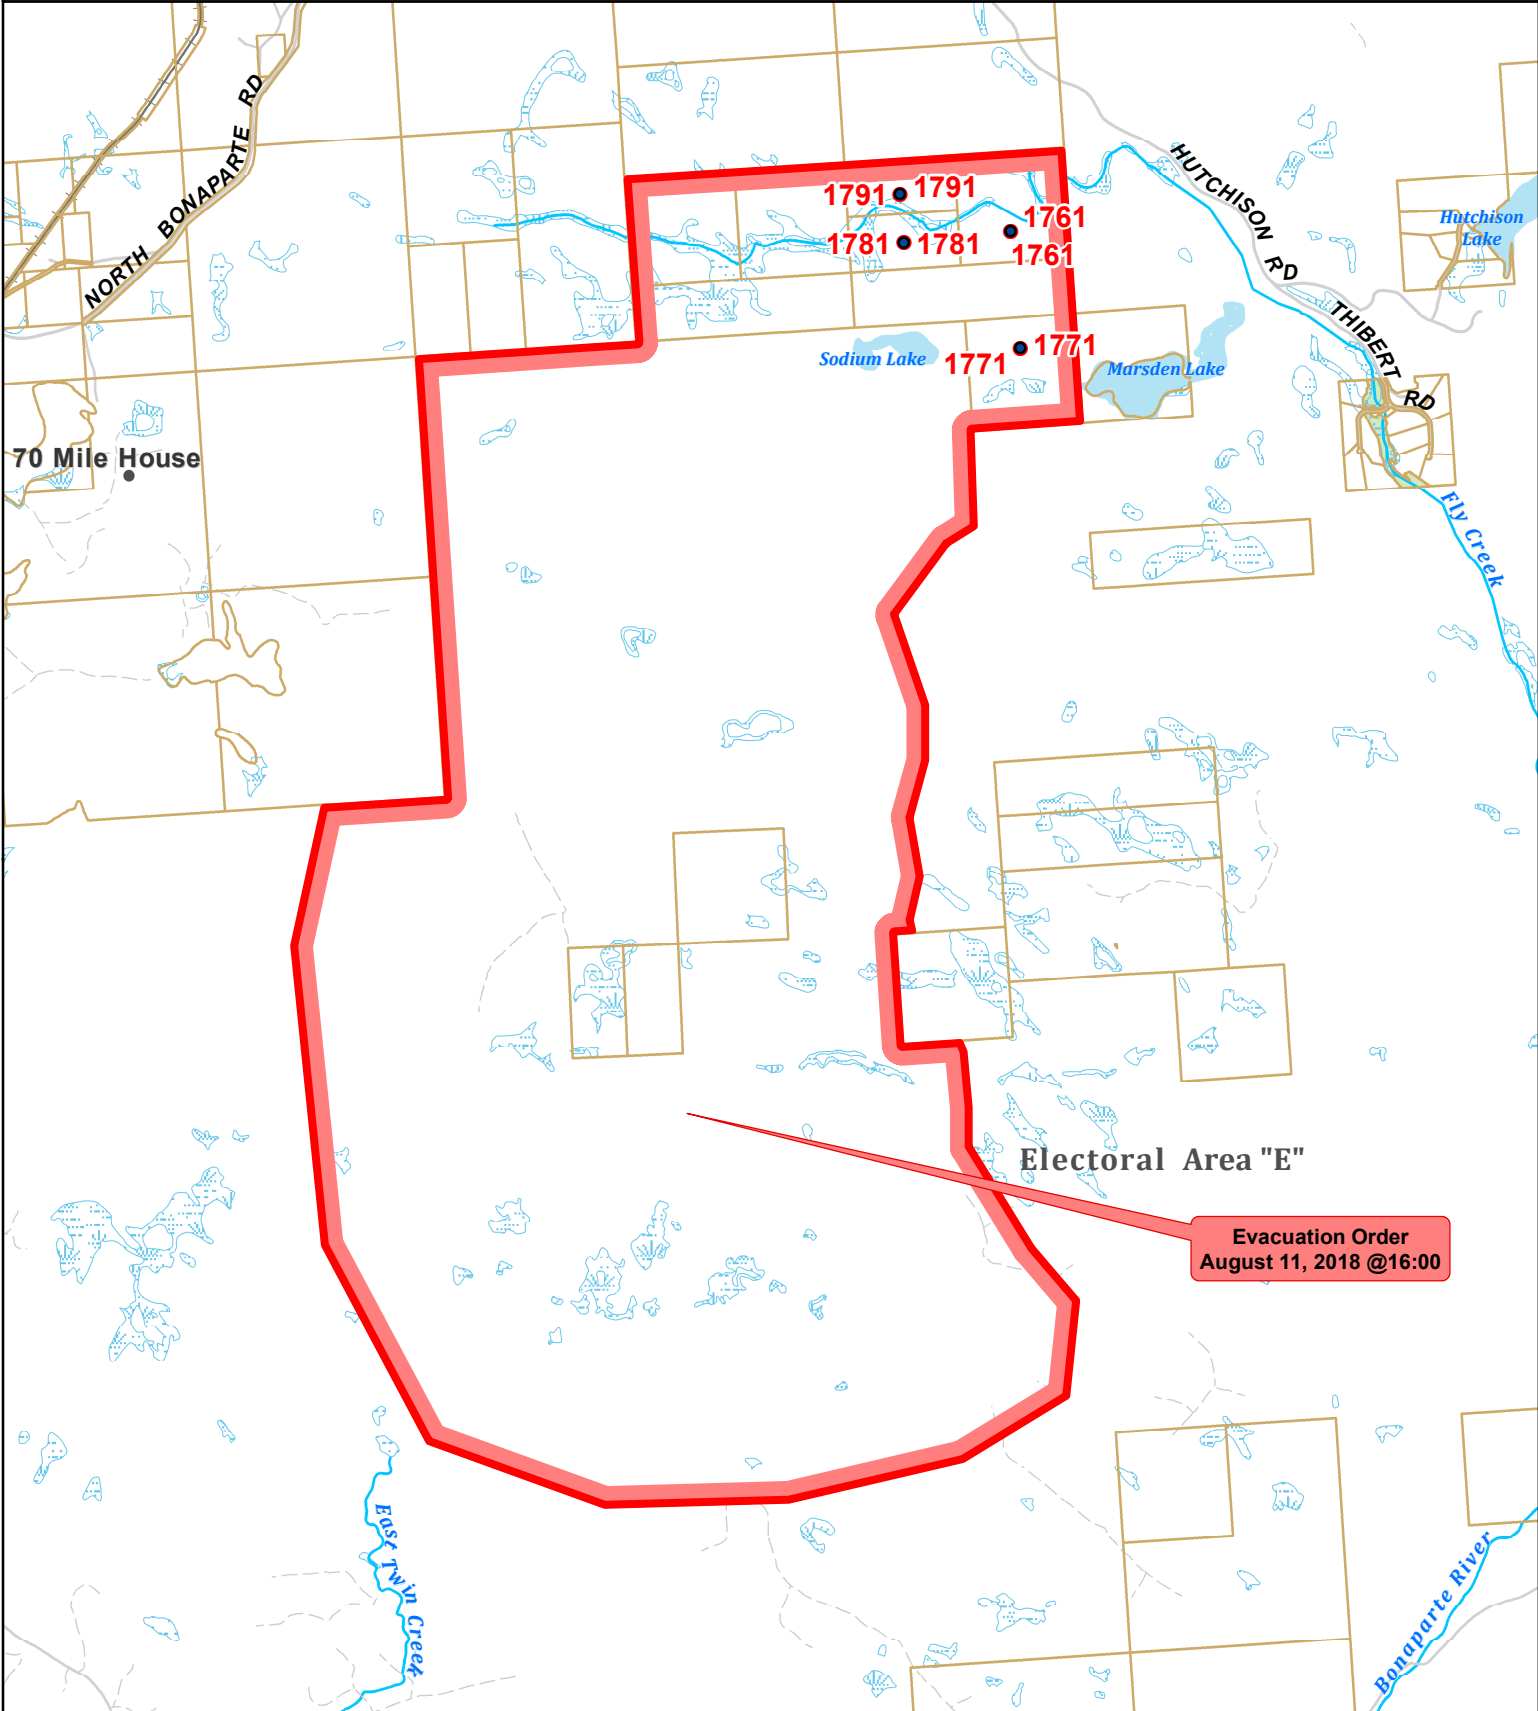 NORTH BONAPARTE RD
HUTCHISON RD
Hutchison
Lake
1791 1791
1761
1781 1781
1761
THIBERT RD
Sodium Lake
1771 1771
Marsden Lake
70 Mile House
Fly Creek
Electoral Area "E"
Evacuation Order
August 11, 2018 @16:00
East Twin Creek
Bonaparte River